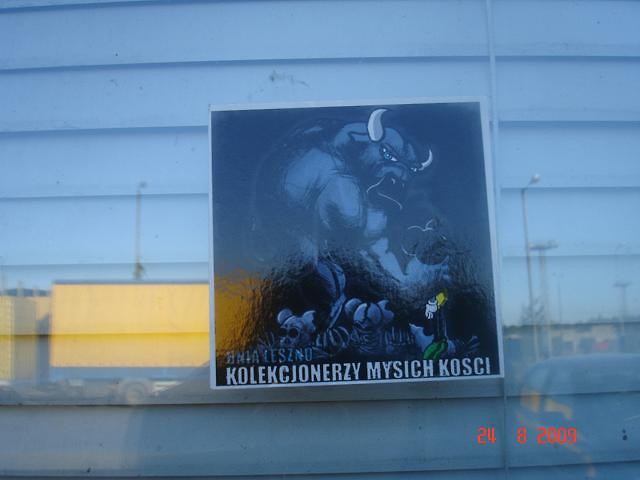 UNIA LESZNO
KOLEKCJONERZY MYSICH KOSCI
24 8 2009